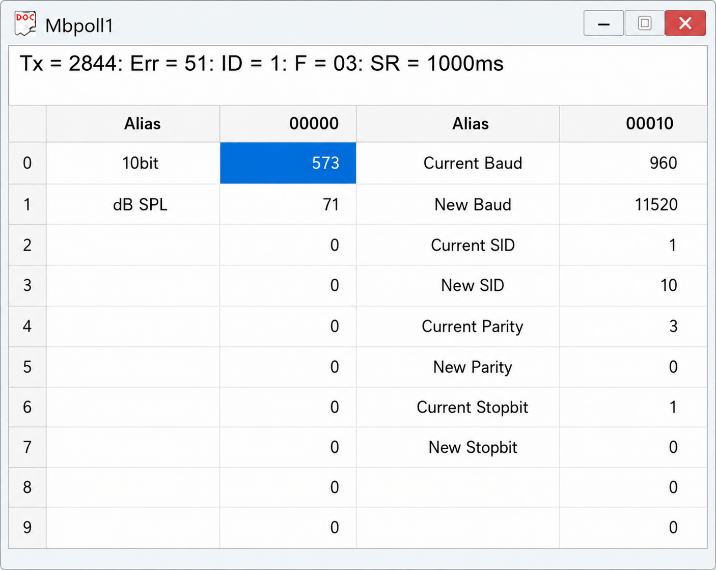 DOC
Mbpoll1
Tx = 2844: Err = 51: ID = 1: F = 03: SR = 1000ms
Alias 00000 Alias 00010
0 10bit 573 Current Baud 960
1 dB SPL 71 New Baud 11520
2 0 Current SID 1
3 0 New SID 10
4 0 Current Parity 3
5 0 New Parity 0
6 0 Current Stopbit 1
7 0 New Stopbit 0
8 0 0
9 0 0